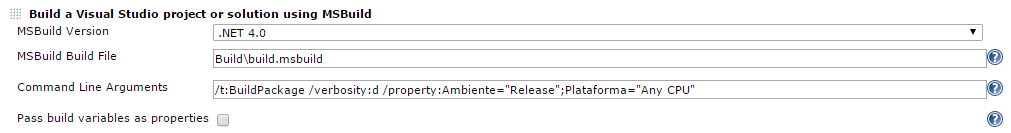 Build a Visual Studio project or solution using MSBuild
MSBuild Version .NET 4.0
MSBuild Build File Build\build.msbuild
Command Line Arguments /t:BuildPackage /verbosity:d /property:Ambiente="Release";Plataforma="Any CPU"
Pass build variables as properties